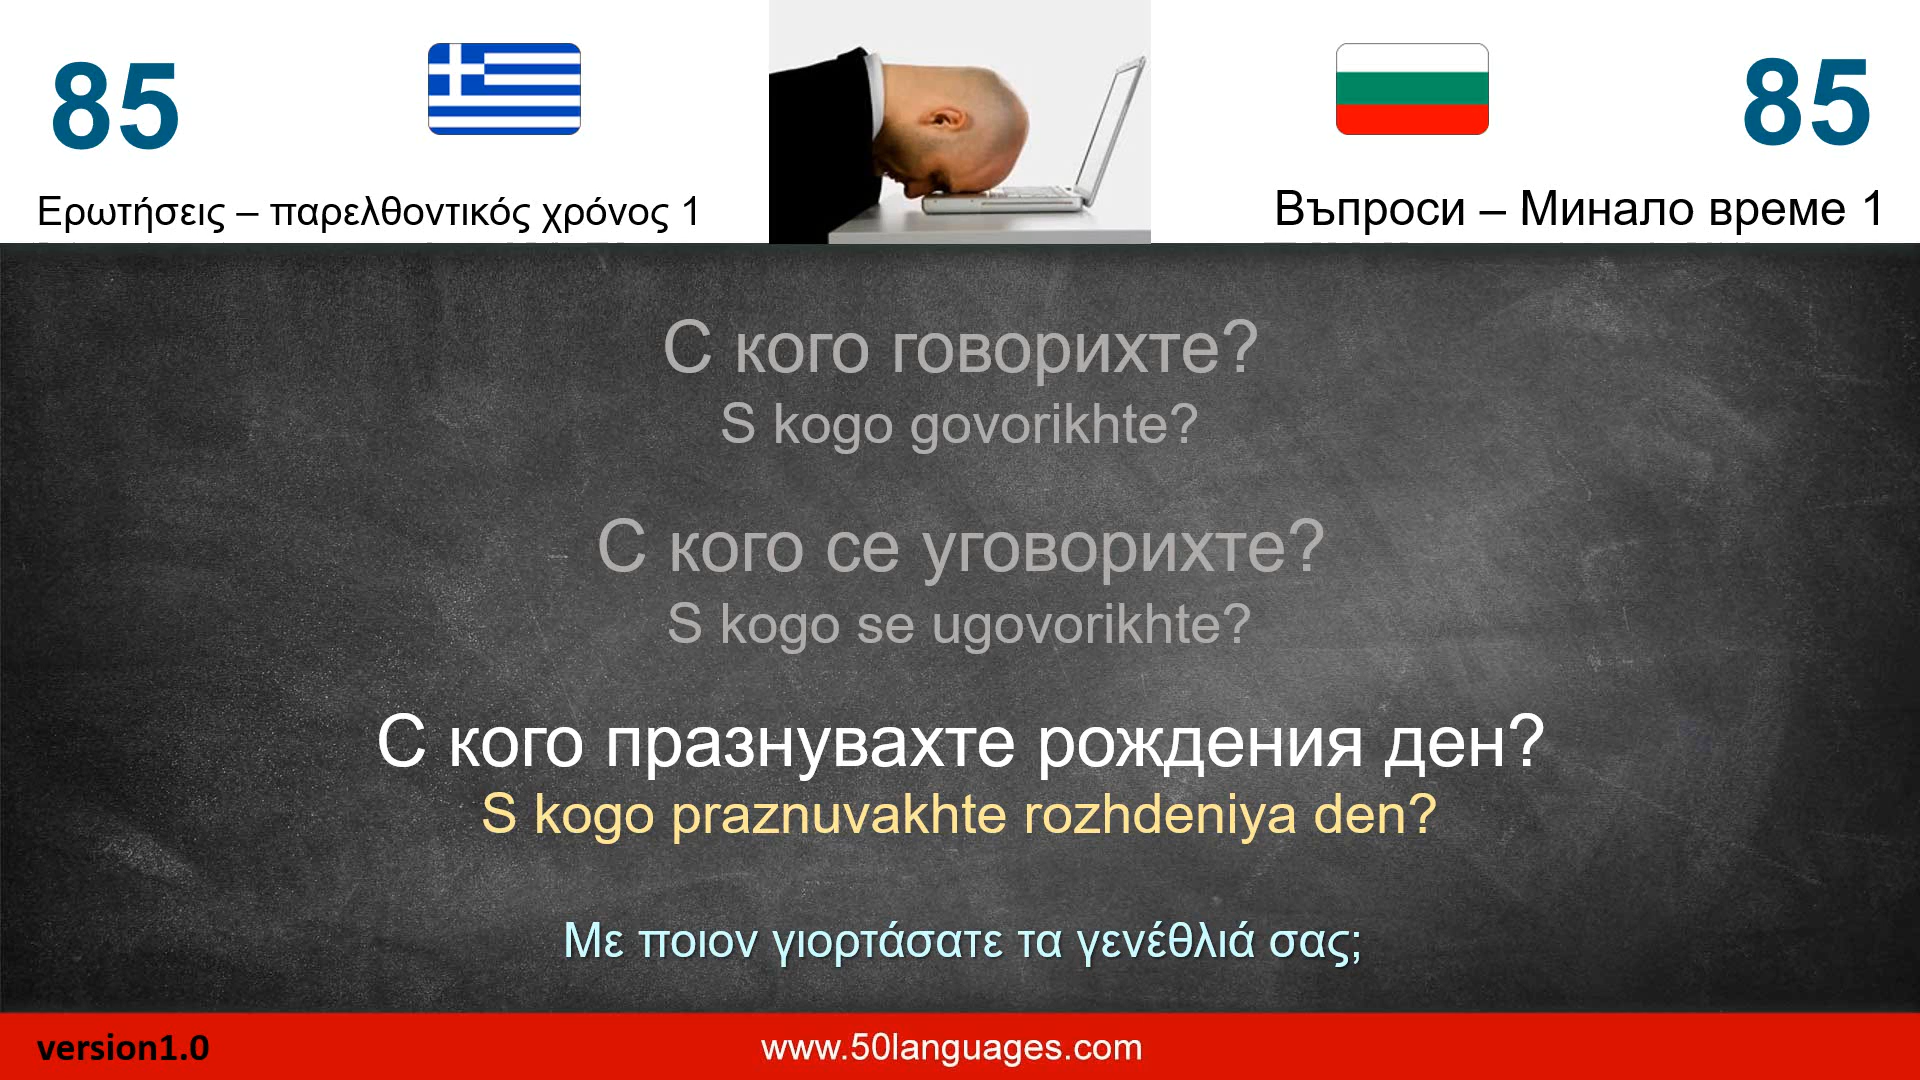 85
85
Ερωτήσεις – παρελθοντικός χρόνος 1
Въпроси – Минало време 1
С кого говорихте?
S kogo govorikhte?
С кого се уговорихте?
S kogo se ugovorikhte?
С кого празнувахте рождения ден?
S kogo praznuvakhte rozhdeniya den?
Με ποιον γιορτάσατε τα γενέθλιά σας;
version1.0
www.50languages.com